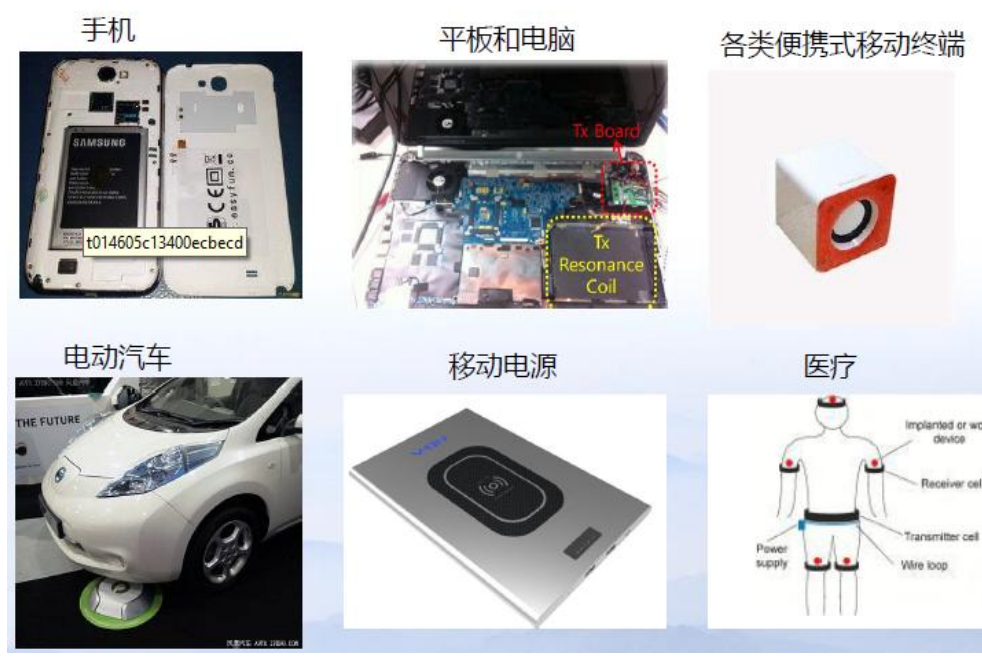 手机
平板和电脑
各类便携式移动终端
SAMSUNG
easyfun.cc
t014605c13400ecbecd
Tx Board
Tx
Resonance
Coil
电动汽车
移动电源
医疗
THE FUTURE
Implanted or wo
device
Receiver cell
Transmitter cell
Power
supply
Wire loop